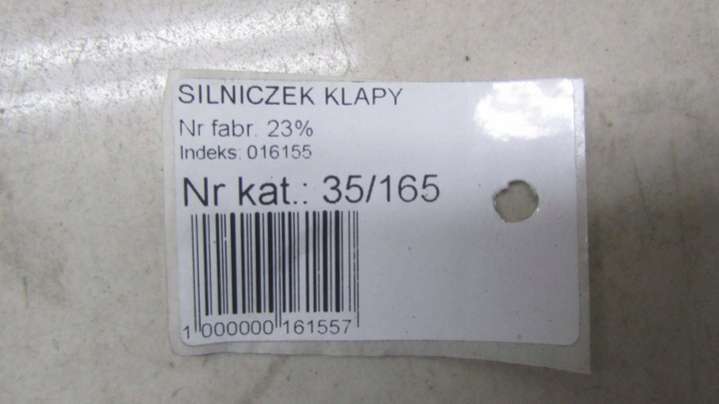 SILNICZEK KLAPY
Nr fabr. 23%
Indeks: 016155
Nr kat.: 35/165
1 000000 161557